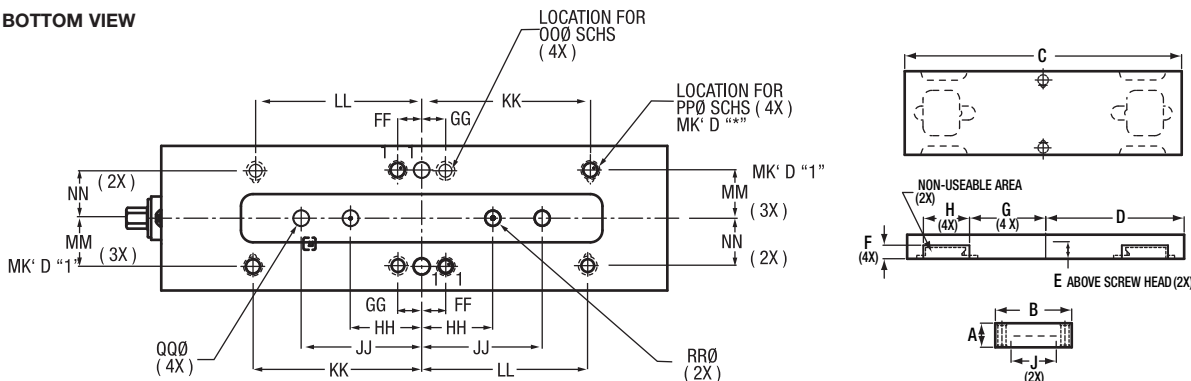 BOTTOM VIEW
LOCATION FOR
OOØ SCHS
( 4X )
LL
KK
FF
GG
LOCATION FOR
PPØ SCHS ( 4X )
MK' D "*"
1 1
NN
( 2X )
MM
( 3X )
MK' D "1"
MM
( 3X )
NN
( 2X )
MK' D "1"
1 1
GG
FF
HH
HH
JJ
JJ
QQØ
( 4X )
KK
LL
RRØ
( 2X )
C
NON-USEABLE AREA
(2X)
H
(4X)
G
(4 X)
D
F
(4X)
E ABOVE SCREW HEAD (2X)
B
A
J
(2X)